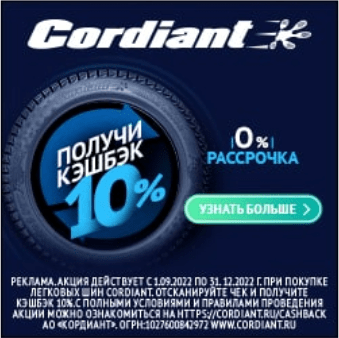 Cordiant
ПОЛУЧИ
КЭШБЭК
10%
0%
РАССРОЧКА
УЗНАТЬ БОЛЬШЕ >
РЕКЛАМА.АКЦИЯ ДЕЙСТВУЕТ С 1.09.2022 ПО 31.12.2022 Г. ПРИ ПОКУПКЕ
ЛЕГКОВЫХ ШИН CORDIANT. ОТСКАНИРУЙТЕ ЧЕК И ПОЛУЧИТЕ
КЭШБЭК 10%.С ПОЛНЫМИ УСЛОВИЯМИ И ПРАВИЛАМИ ПРОВЕДЕНИЯ
АКЦИИ МОЖНО ОЗНАКОМИТЬСЯ НА HTTPS://CORDIANT.RU/CASHBACK
АО «КОРДИАНТ». ОГРН:1027600842972 WWW.CORDIANT.RU